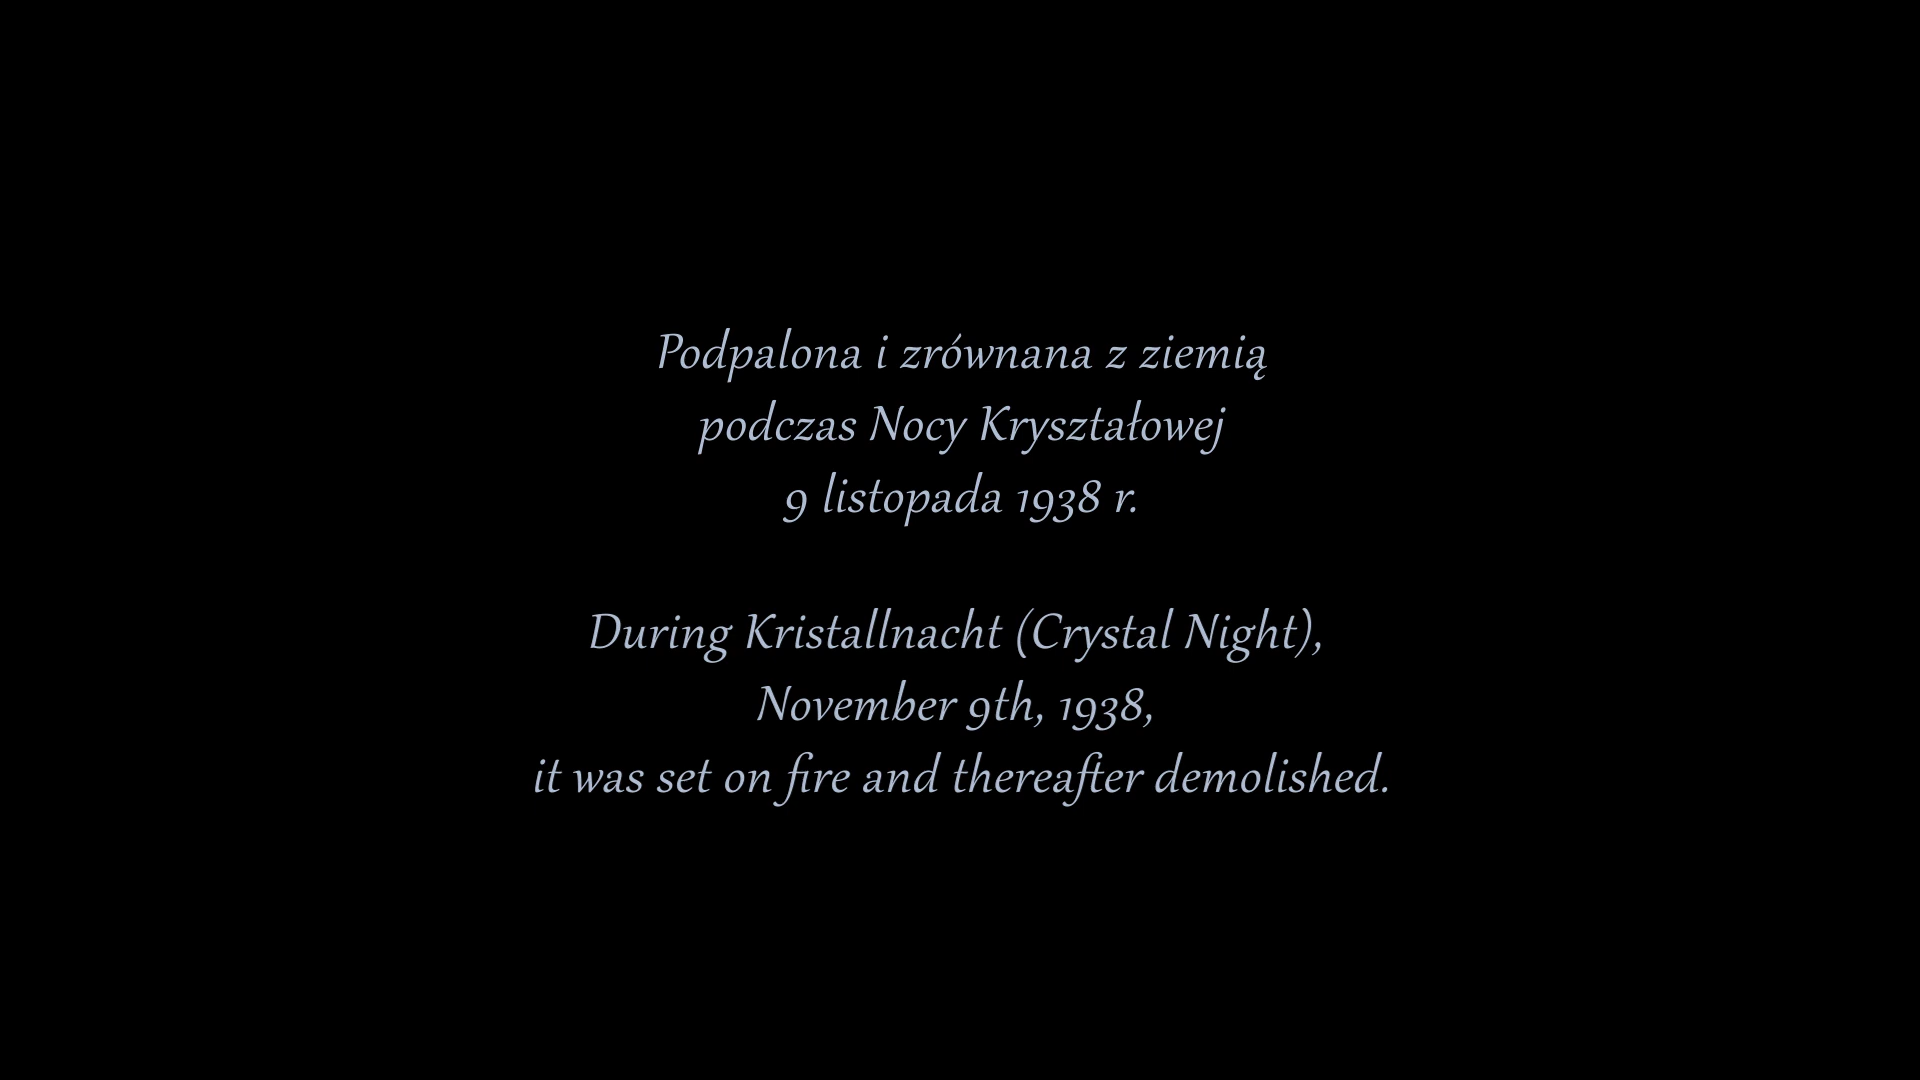 Podpalona i zrównana z ziemią
podczas Nocy Kryształowej
9 listopada 1938 r.
During Kristallnacht (Crystal Night),
November 9th, 1938,
it was set on fire and thereafter demolished.